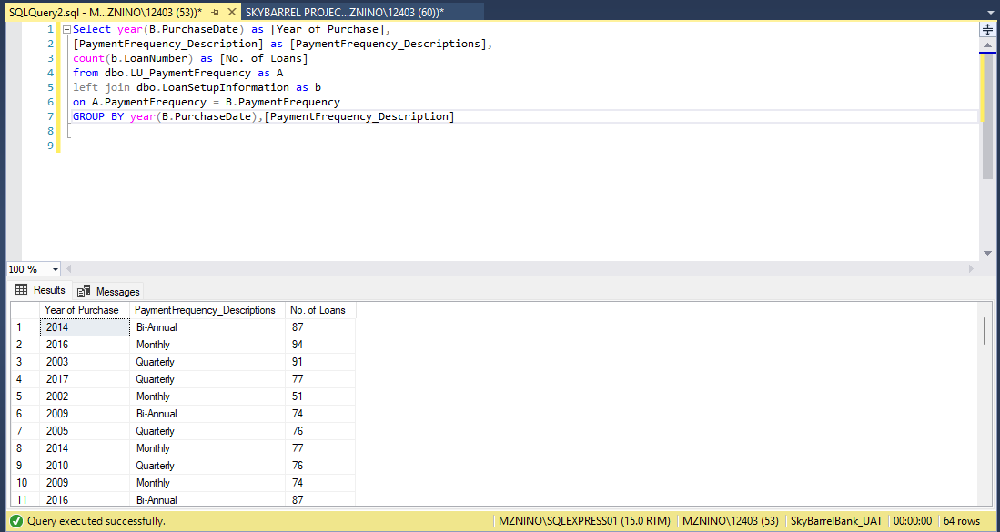 SQLQuery2.sql - M...ZNINO\12403 (53))*
SKYBARREL PROJEC...ZNINO\12403 (60))*
1 Select year(B.PurchaseDate) as [Year of Purchase],
2 [PaymentFrequency_Description] as [PaymentFrequency_Descriptions],
3 count(b.LoanNumber) as [No. of Loans]
4 from dbo.LU_PaymentFrequency as A
5 left join dbo.LoanSetupInformation as b
6 on A.PaymentFrequency = B.PaymentFrequency
7 GROUP BY year(B.PurchaseDate),[PaymentFrequency_Description]
8
9
100 %
Results Messages
Year of Purchase PaymentFrequency_Descriptions No. of Loans
1 2014 Bi-Annual 87
2 2016 Monthly 94
3 2003 Quarterly 91
4 2017 Quarterly 77
5 2002 Monthly 51
6 2009 Bi-Annual 74
7 2005 Quarterly 76
8 2014 Monthly 77
9 2010 Quarterly 76
10 2009 Monthly 74
11 2016 Bi-Annual 87
Query executed successfully. MZNINO\SQLEXPRESS01 (15.0 RTM) MZNINO\12403 (53) SkyBarrelBank_UAT 00:00:00 64 rows